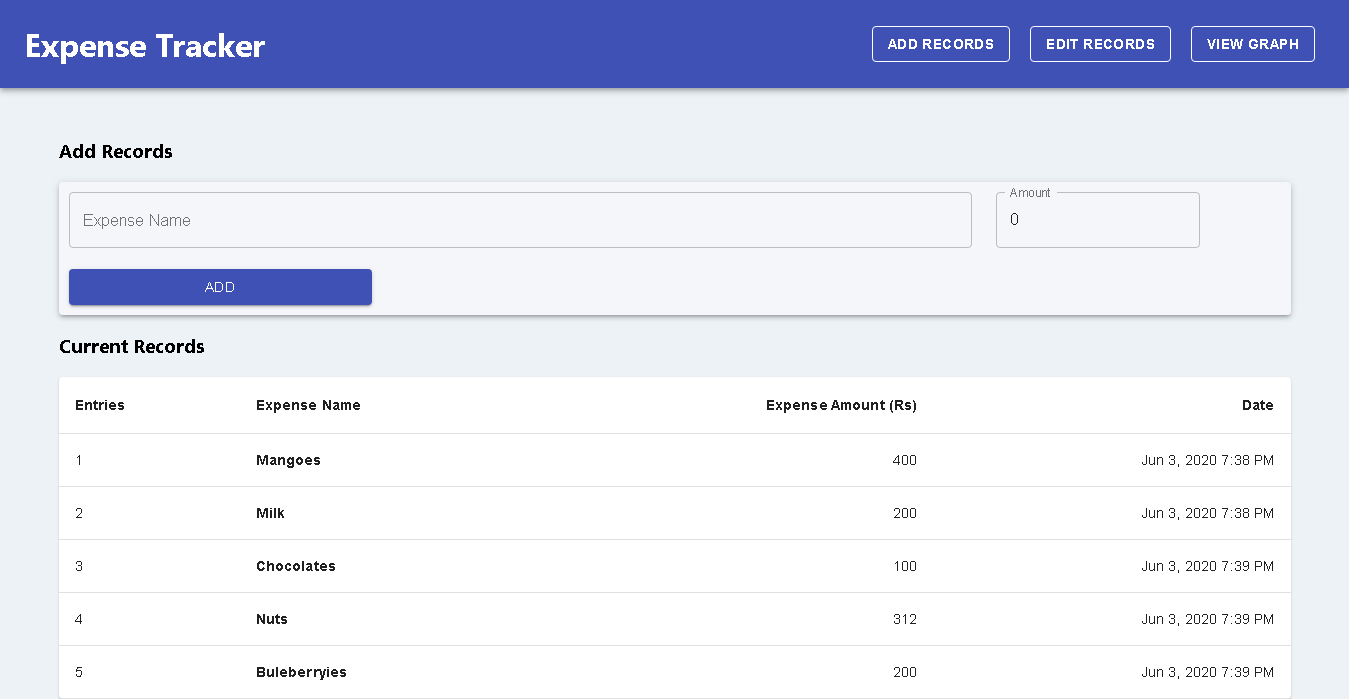 Expense Tracker ADD RECORDS EDIT RECORDS VIEW GRAPH
Add Records
Amount
Expense Name 0
ADD
Current Records
Entries Expense Name Expense Amount (Rs) Date
1 Mangoes 400 Jun 3, 2020 7:38 PM
2 Milk 200 Jun 3, 2020 7:38 PM
3 Chocolates 100 Jun 3, 2020 7:39 PM
4 Nuts 312 Jun 3, 2020 7:39 PM
5 Buleberryies 200 Jun 3, 2020 7:39 PM